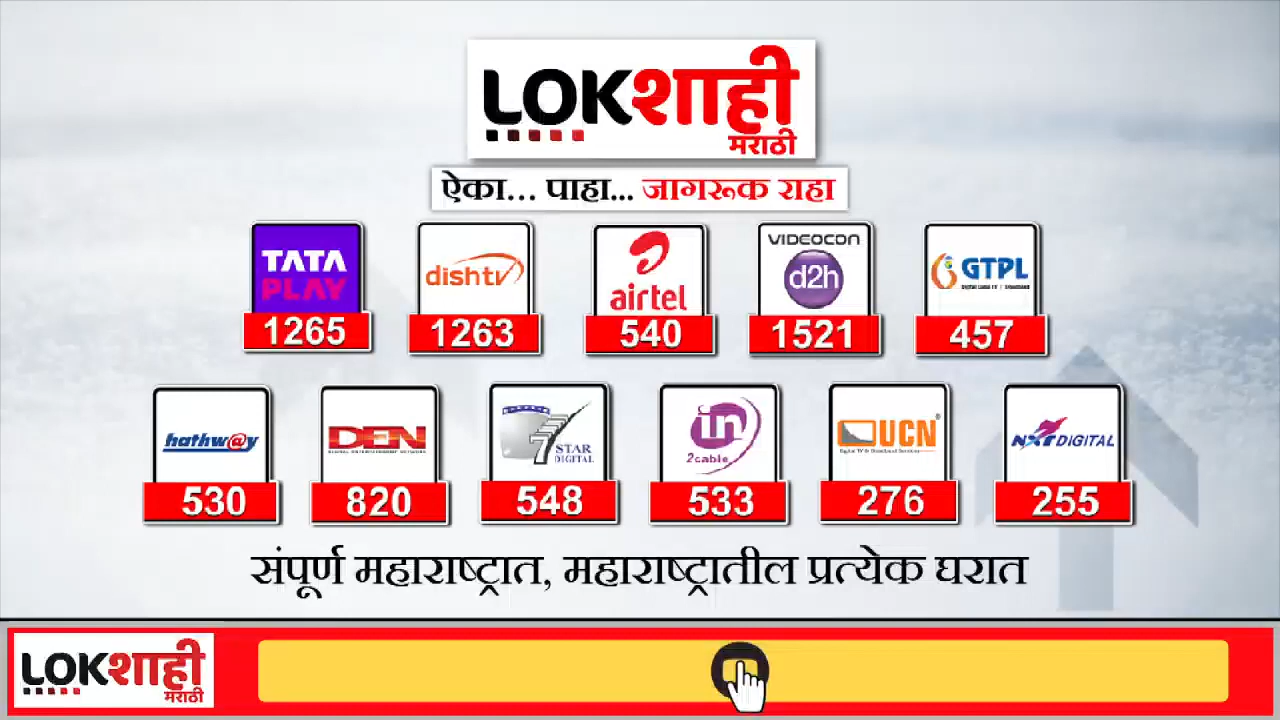 LOKशाही
मराठी
ऐका... पाहा... जागरूक राहा
TATA PLAY
dishtv
airtel
VIDEOCON d2h
GTPL
1265
1263
540
1521
457
hathw@y
DEN
7 STAR DIGITAL
in 2cable
UCN
NXT DIGITAL
530
820
548
533
276
255
संपूर्ण महाराष्ट्रात, महाराष्ट्रातील प्रत्येक घरात
LOKशाही
मराठी